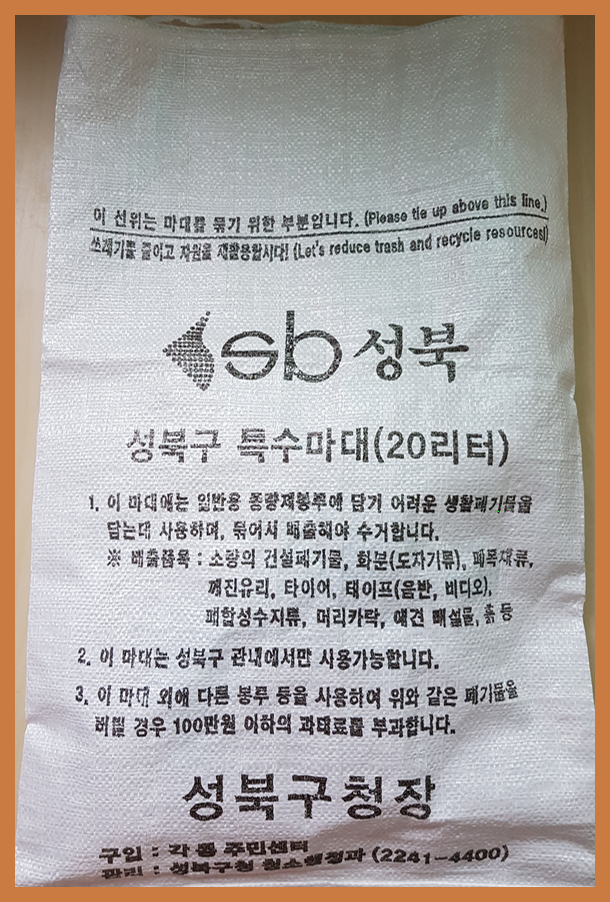 이 선위는 마대를 묶기 위한 부분입니다. (Please tie up above this line.)
쓰레기를 줄이고 자원을 재활용합시다! (Let's reduce trash and recycle resources!)
성북
성북구 특수마대(20리터)
1. 이 마대에는 일반용 종량제봉투에 담기 어려운 생활폐기물을
담는데 사용하며, 묶어서 배출해야 수거합니다.
※ 배출품목 : 소량의 건설폐기물, 화분(도자기류), 폐목재류,
깨진유리, 타이어, 테이프(음반, 비디오),
폐합성수지류, 머리카락, 애견 배설물, 흙 등
2. 이 마대는 성북구 관내에서만 사용가능합니다.
3. 이 마대 외에 다른 봉투 등을 사용하여 위와 같은 폐기물을
버릴 경우 100만원 이하의 과태료를 부과합니다.
성북구청장
구입 : 각 동 주민센터
관리 : 성북구청 청소행정과 (2241-4400)